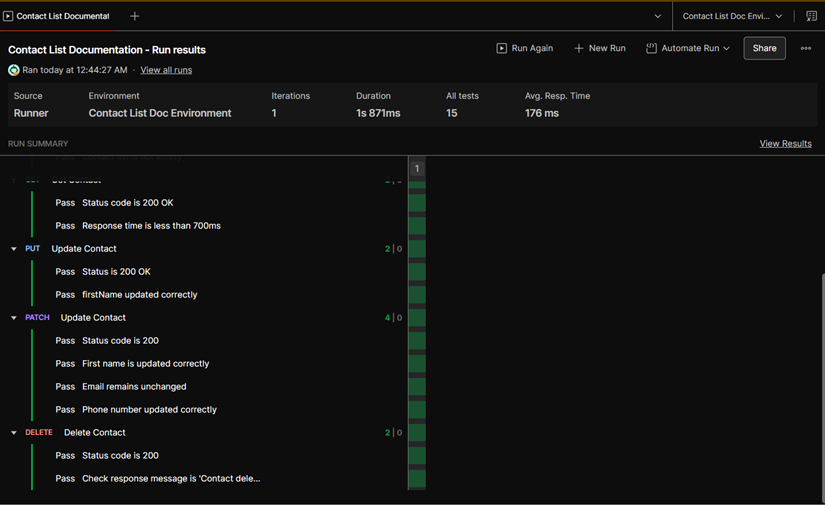 Contact List Documentat
Contact List Doc Envi...
Contact List Documentation - Run results
Run Again
New Run
Automate Run
Share
Ran today at 12:44:27 AM · View all runs
Source Environment Iterations Duration All tests Avg. Resp. Time
Runner Contact List Doc Environment 1 1s 871ms 15 176 ms
RUN SUMMARY
View Results
1
Pass Status code is 200 OK
Pass Response time is less than 700ms
PUT Update Contact 2 | 0
Pass Status is 200 OK
Pass firstName updated correctly
PATCH Update Contact 4 | 0
Pass Status code is 200
Pass First name is updated correctly
Pass Email remains unchanged
Pass Phone number updated correctly
DELETE Delete Contact 2 | 0
Pass Status code is 200
Pass Check response message is 'Contact dele...